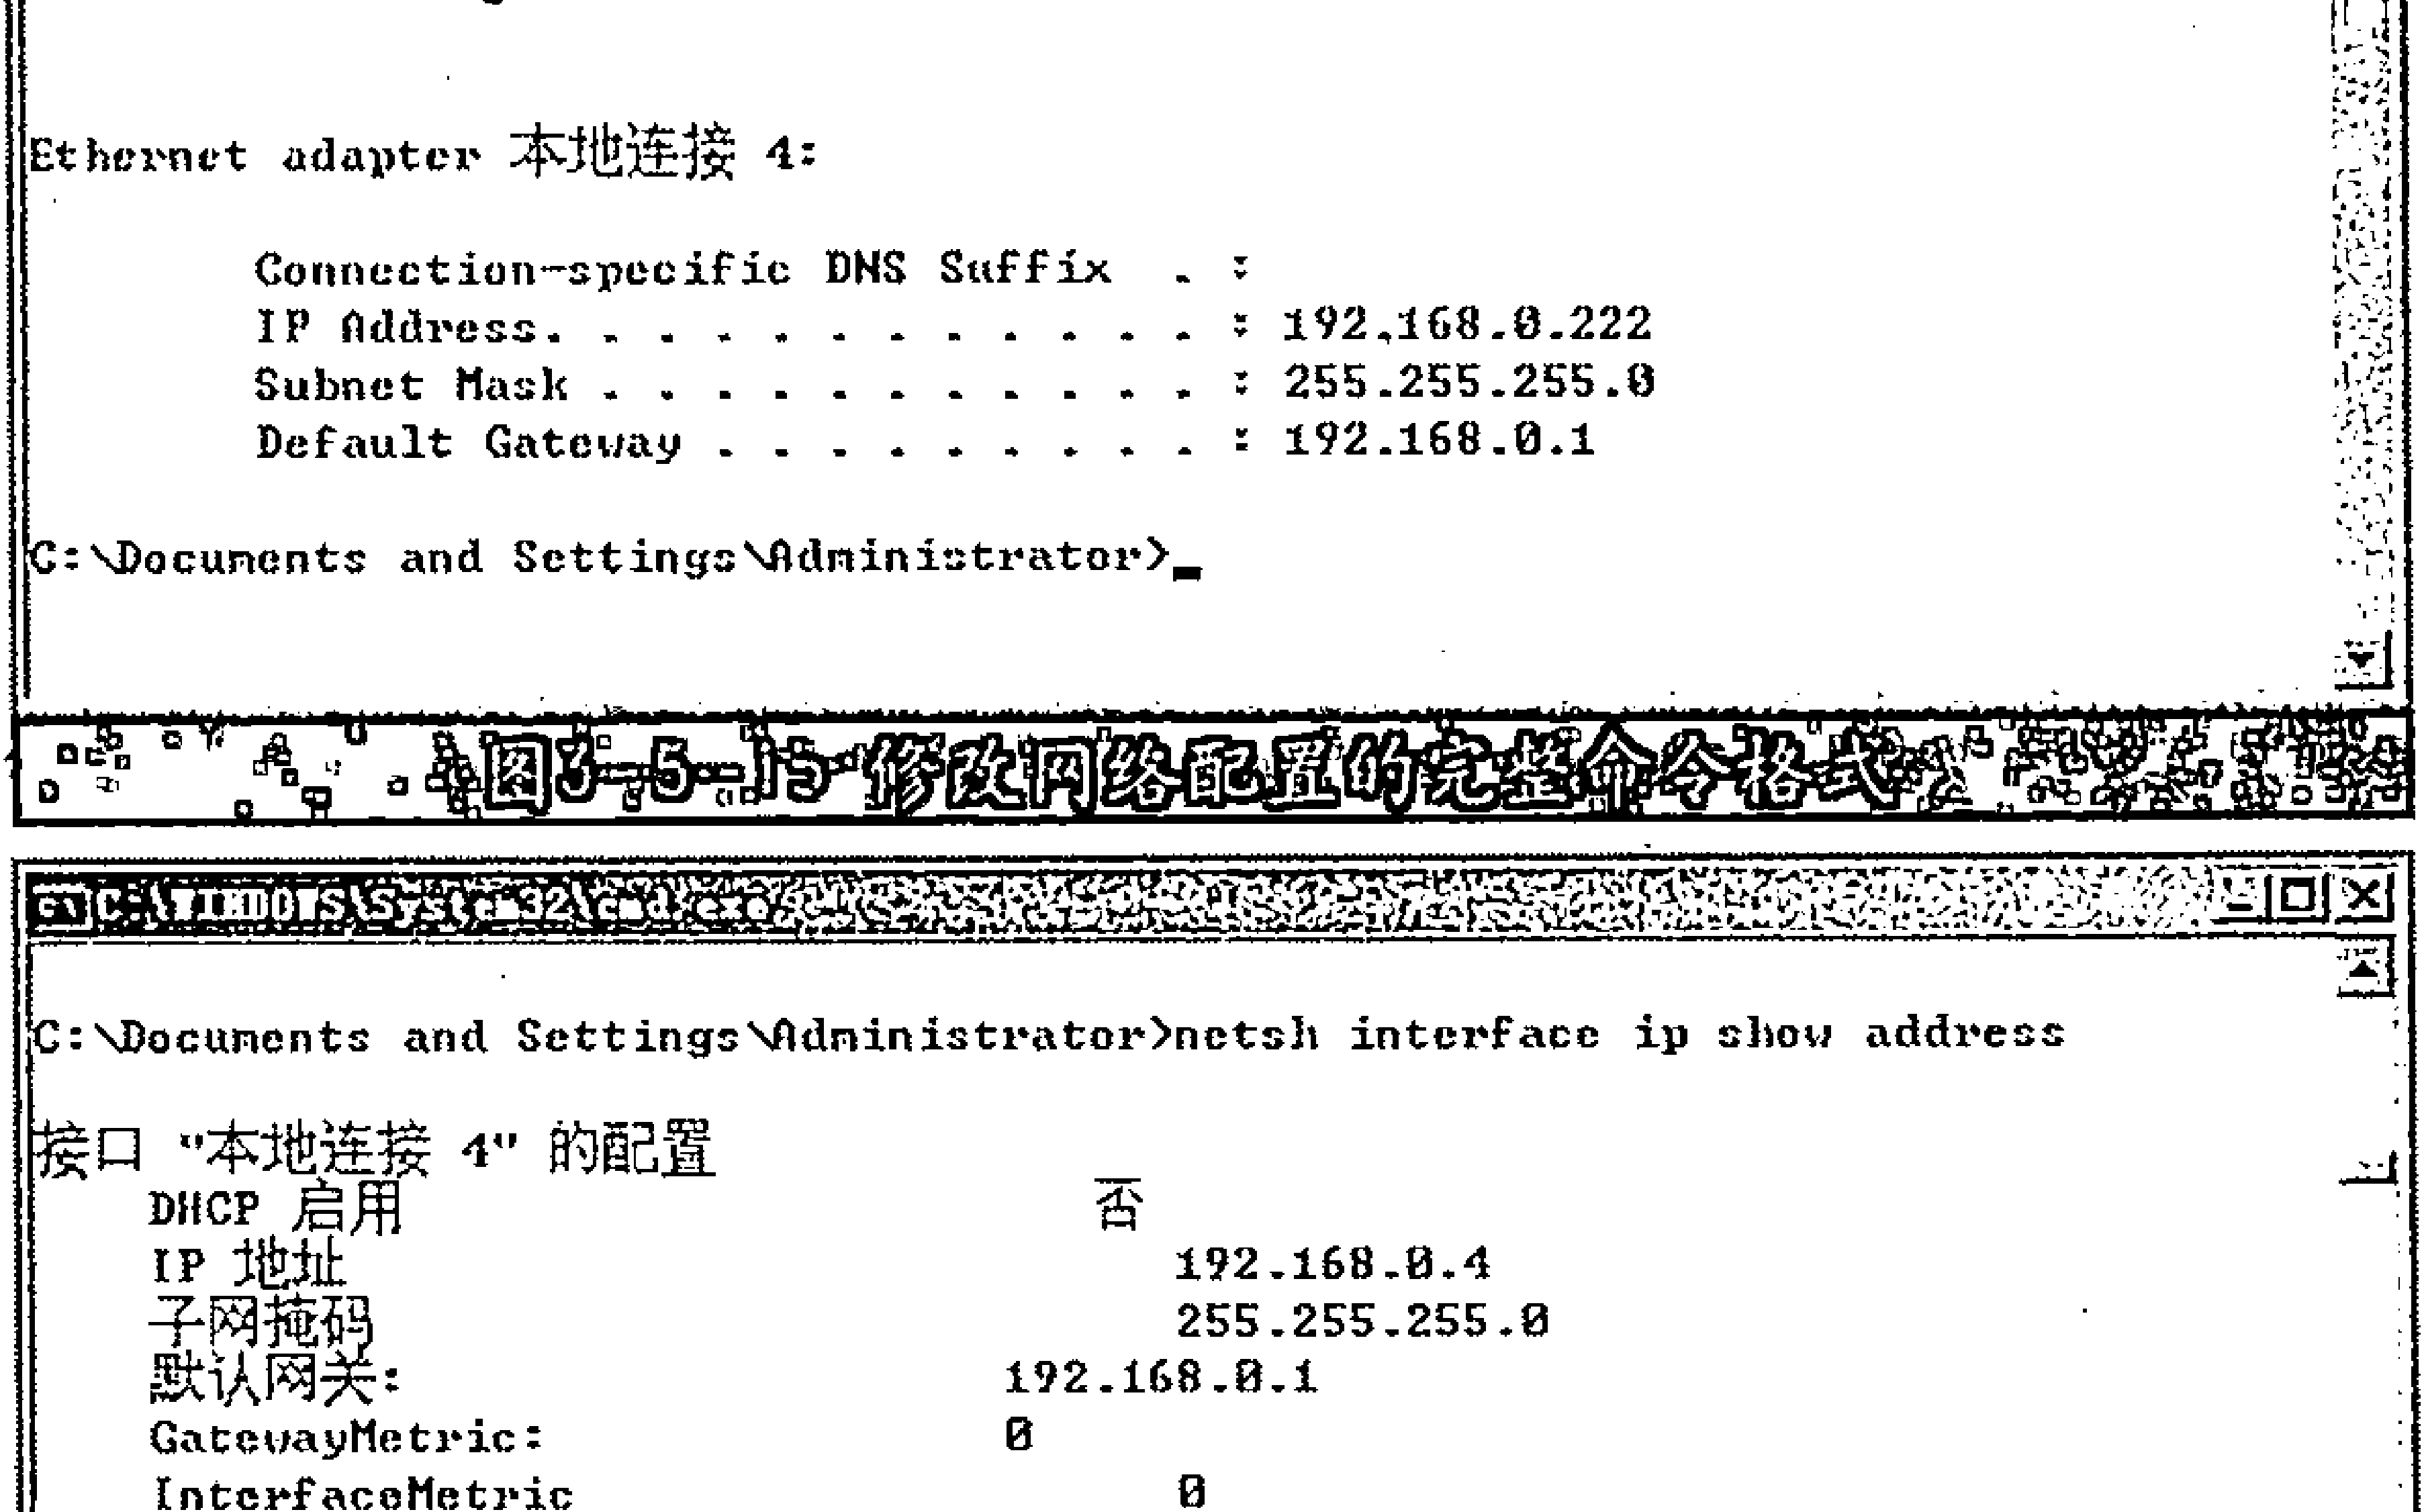 Ethernet adapter 本地连接 4:
Connection-specific DNS Suffix . :
IP Address. . . . . . . . . . . . : 192.168.0.222
Subnet Mask . . . . . . . . . . . : 255.255.255.0
Default Gateway . . . . . . . . . : 192.168.0.1
C:\Documents and Settings\Administrator>_
图3-5-15 修改网络配置的完整命令格式
C:\WINDOWS\System32\cmd.exe
C:\Documents and Settings\Administrator>netsh interface ip show address
接口 "本地连接 4" 的配置
DHCP 启用 否
IP 地址 192.168.0.4
子网掩码 255.255.255.0
默认网关: 192.168.0.1
GatewayMetric: 0
InterfaceMetric 0